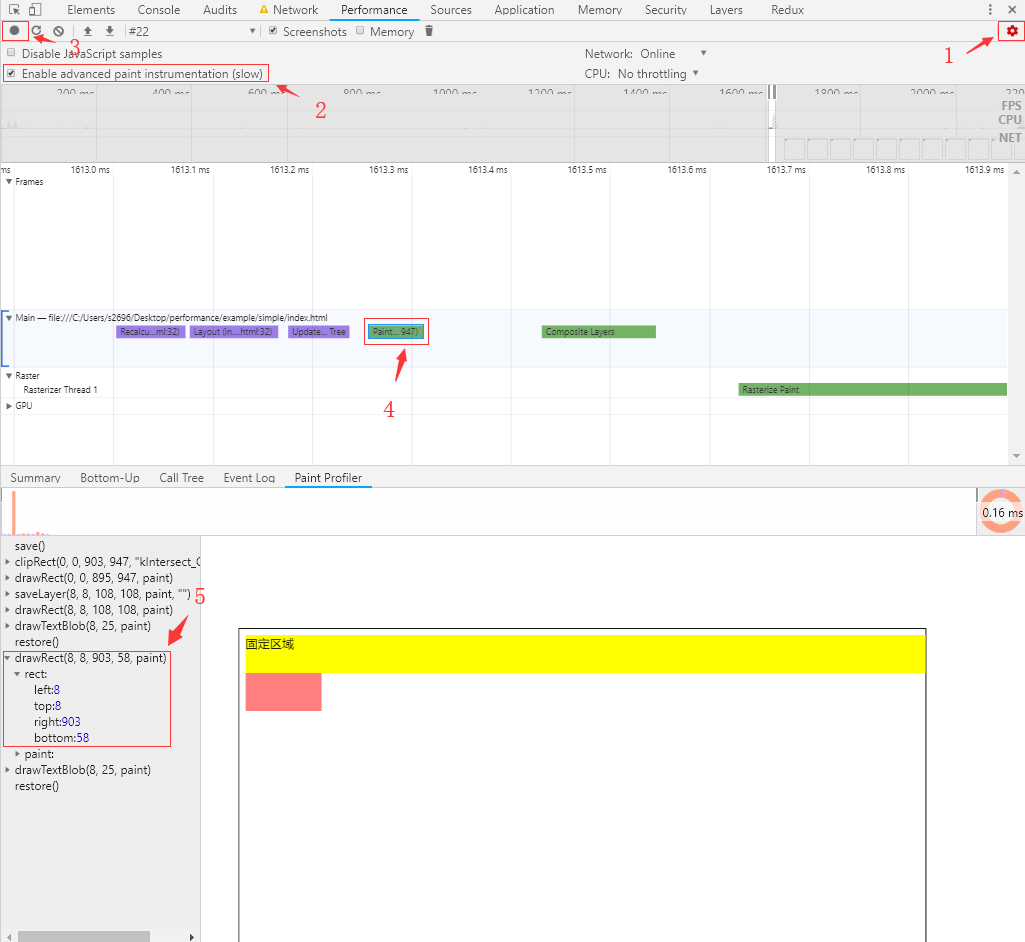 Elements Console Audits Network Performance Sources Application Memory Security Layers Redux
#22 Screenshots Memory
3
1
Disable JavaScript samples Network: Online
Enable advanced paint instrumentation (slow) CPU: No throttling
2
200 ms 400 ms 600 ms 800 ms 1000 ms 1200 ms 1400 ms 1600 ms 1800 ms 2000 ms 220
FPS
CPU
NET
ms 1613.0 ms 1613.1 ms 1613.2 ms 1613.3 ms 1613.4 ms 1613.5 ms 1613.6 ms 1613.7 ms 1613.8 ms 1613.9 ms
Frames
Main — file:///C:/Users/s2696/Desktop/performance/example/simple/index.html
Recalcu...ml:32) Layout (in....html:32) Update... Tree Paint... 947) Composite Layers
4
Raster
Rasterizer Thread 1 Rasterize Paint
GPU
Summary Bottom-Up Call Tree Event Log Paint Profiler
0.16 ms
save()
clipRect(0, 0, 903, 947, "kIntersect_C
drawRect(0, 0, 895, 947, paint)
saveLayer(8, 8, 108, 108, paint, "")
5
drawRect(8, 8, 108, 108, paint)
drawTextBlob(8, 25, paint)
restore()
drawRect(8, 8, 903, 58, paint)
rect:
left:8
top:8
right:903
bottom:58
paint:
drawTextBlob(8, 25, paint)
restore()
固定区域